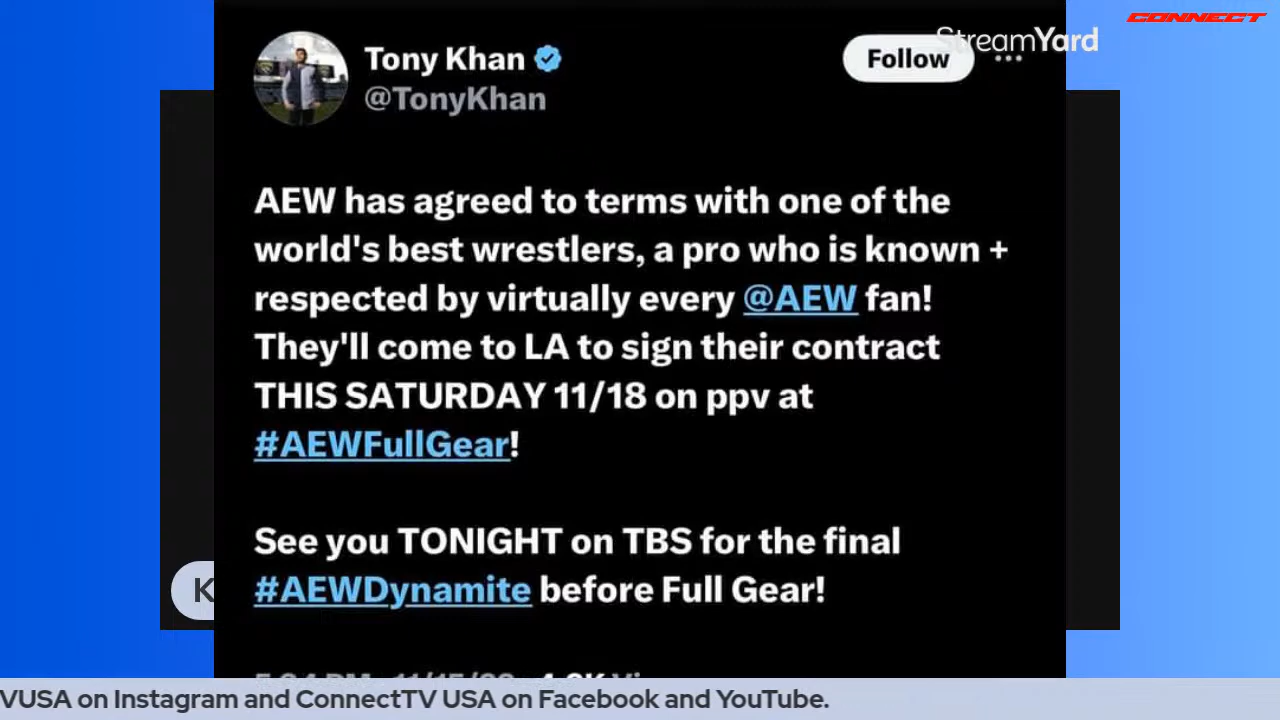 CONNECT
StreamYard
Tony Khan
@TonyKhan
Follow
AEW has agreed to terms with one of the
world's best wrestlers, a pro who is known +
respected by virtually every @AEW fan!
They'll come to LA to sign their contract
THIS SATURDAY 11/18 on ppv at
#AEWFullGear!
See you TONIGHT on TBS for the final
#AEWDynamite before Full Gear!
K
VUSA on Instagram and ConnectTV USA on Facebook and YouTube.